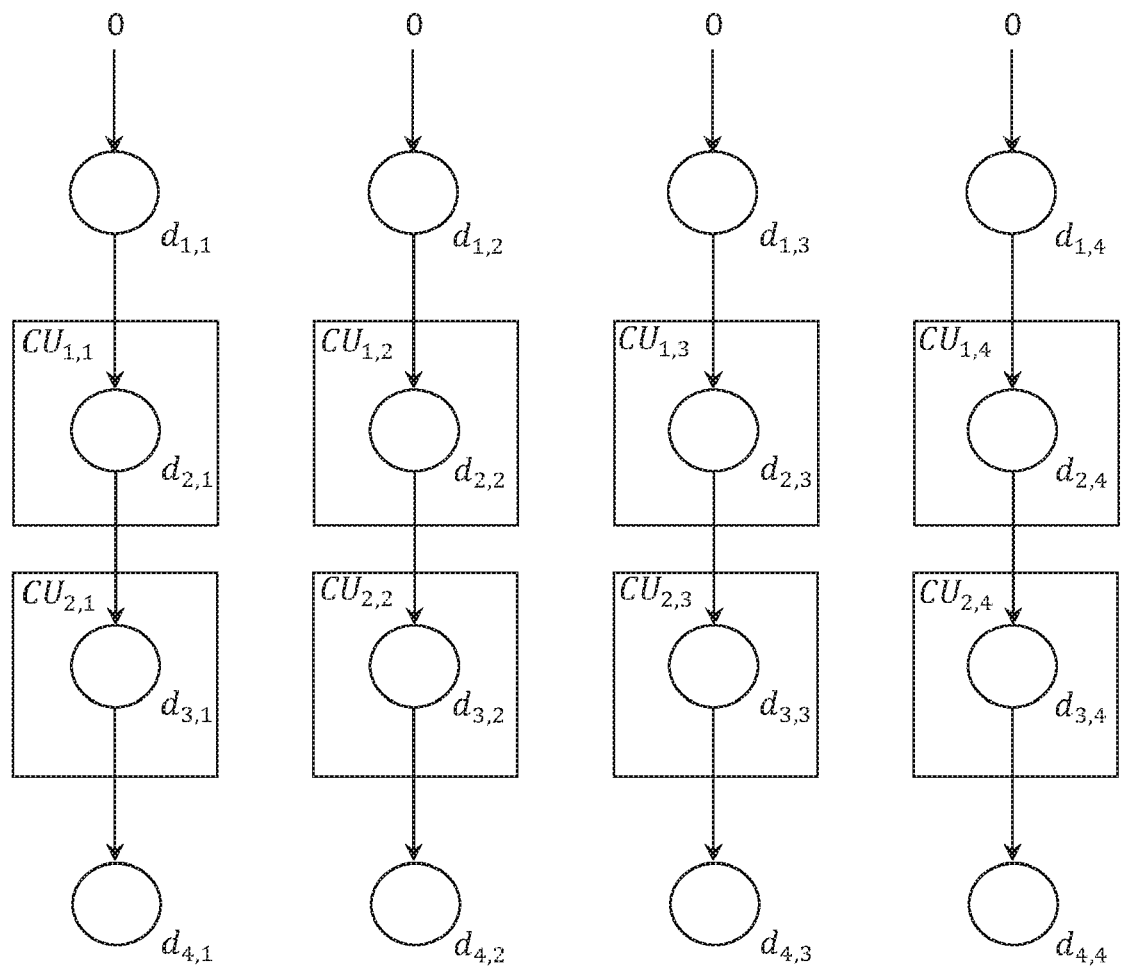 0 0 0 0
d_{1,1} d_{1,2} d_{1,3} d_{1,4}
CU_{1,1} CU_{1,2} CU_{1,3} CU_{1,4}
d_{2,1} d_{2,2} d_{2,3} d_{2,4}
CU_{2,1} CU_{2,2} CU_{2,3} CU_{2,4}
d_{3,1} d_{3,2} d_{3,3} d_{3,4}
d_{4,1} d_{4,2} d_{4,3} d_{4,4}